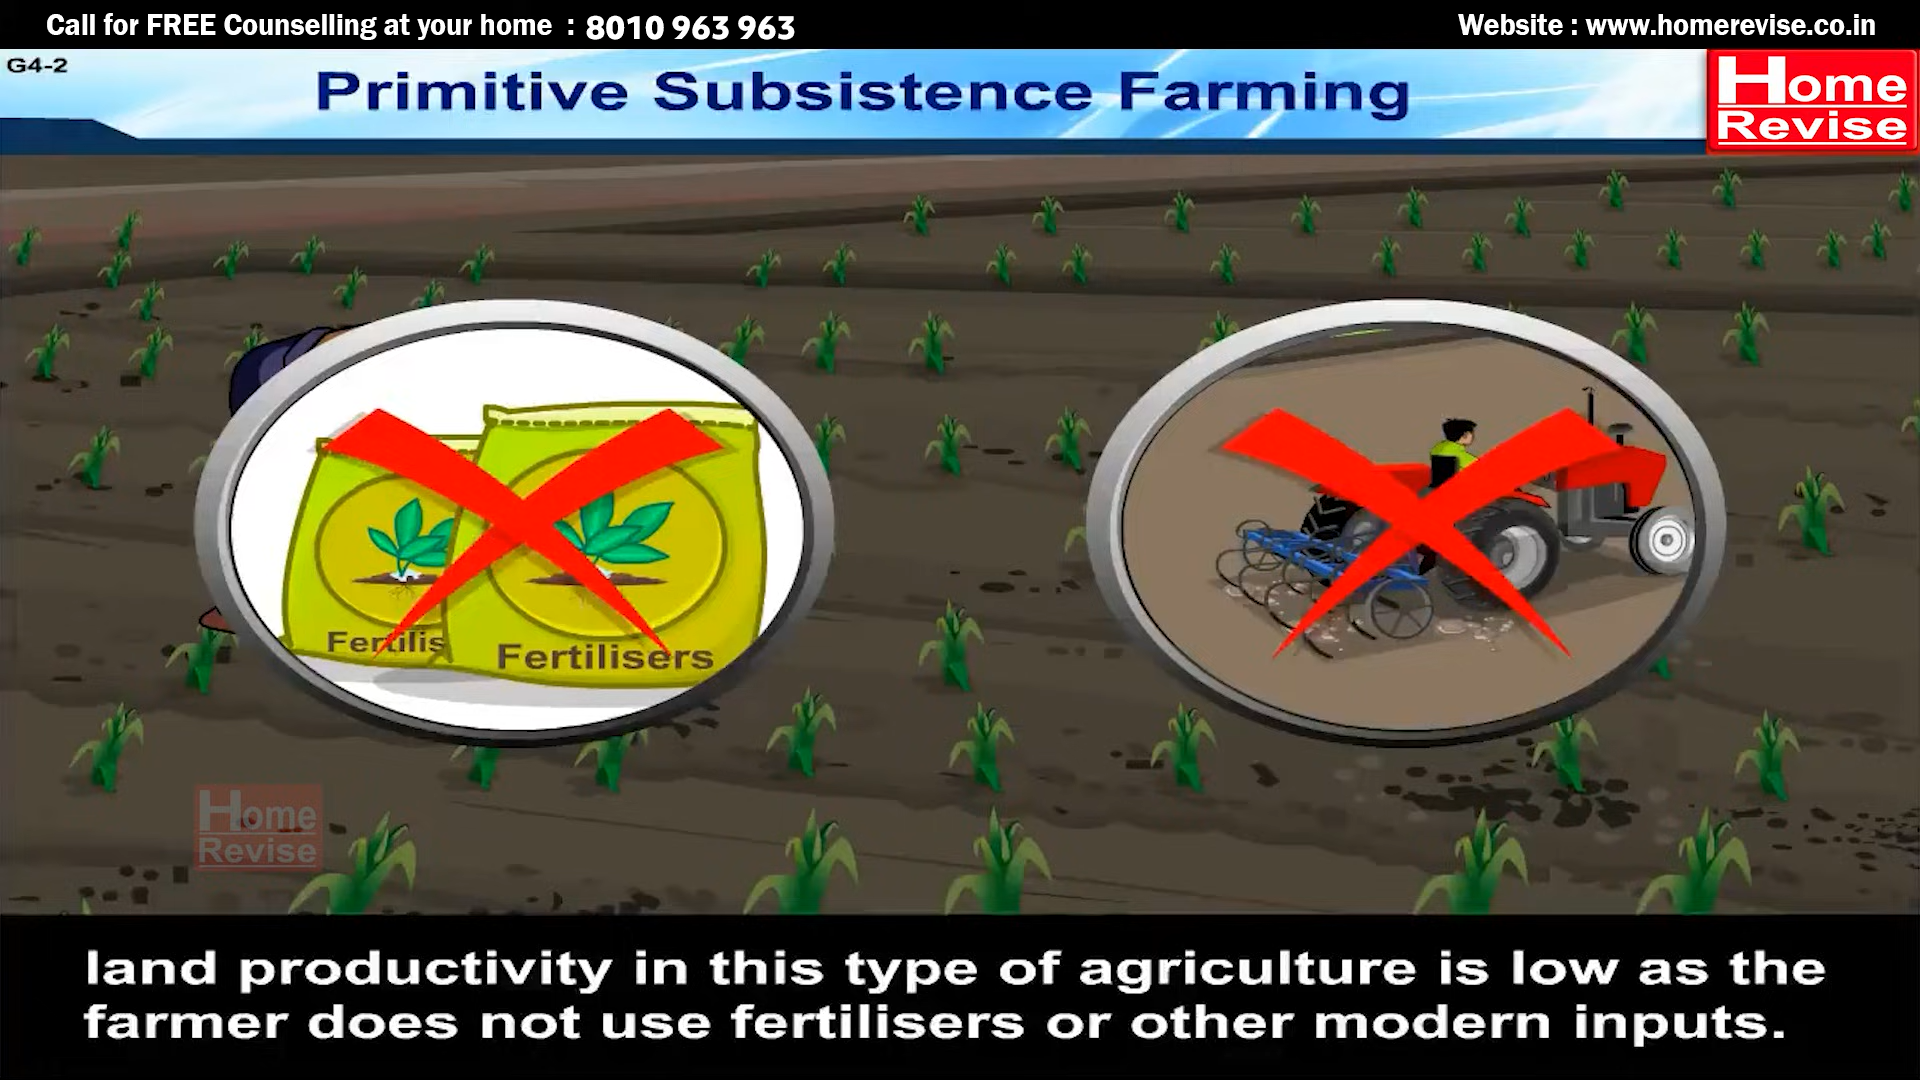 Call for FREE Counselling at your home : 8010 963 963
Website : www.homerevise.co.in
G4-2
Primitive Subsistence Farming
Home
Revise
Fertilis
Fertilisers
Home
Revise
land productivity in this type of agriculture is low as the
farmer does not use fertilisers or other modern inputs.